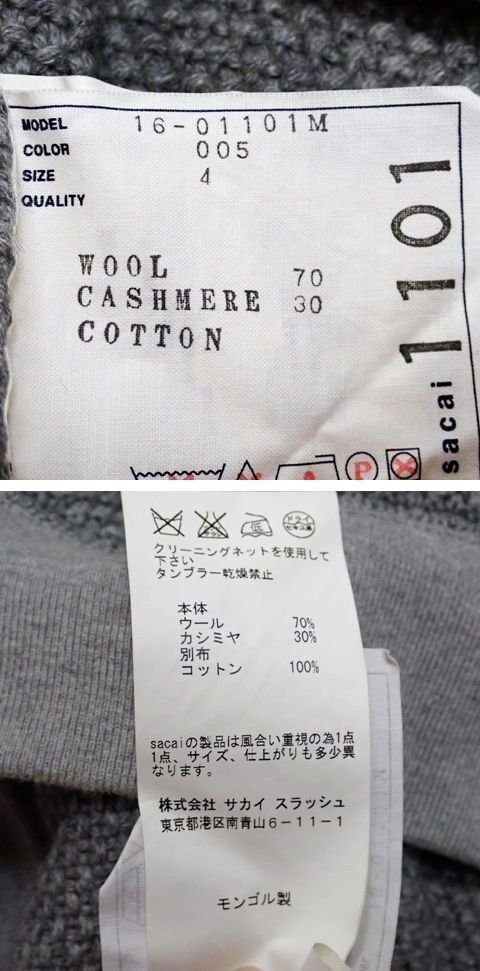 MODEL 16-01101M
COLOR 005
SIZE 4
QUALITY
WOOL 70
CASHMERE 30
COTTON
sacai 1101
P
クリーニングネットを使用して
下さい
タンブラー乾燥禁止
本体
ウール 70%
カシミヤ 30%
別布
コットン 100%
sacaiの製品は風合い重視の為1点
1点、サイズ、仕上がりも多少異
なります。
株式会社 サカイ スラッシュ
東京都港区南青山6-11-1
モンゴル製